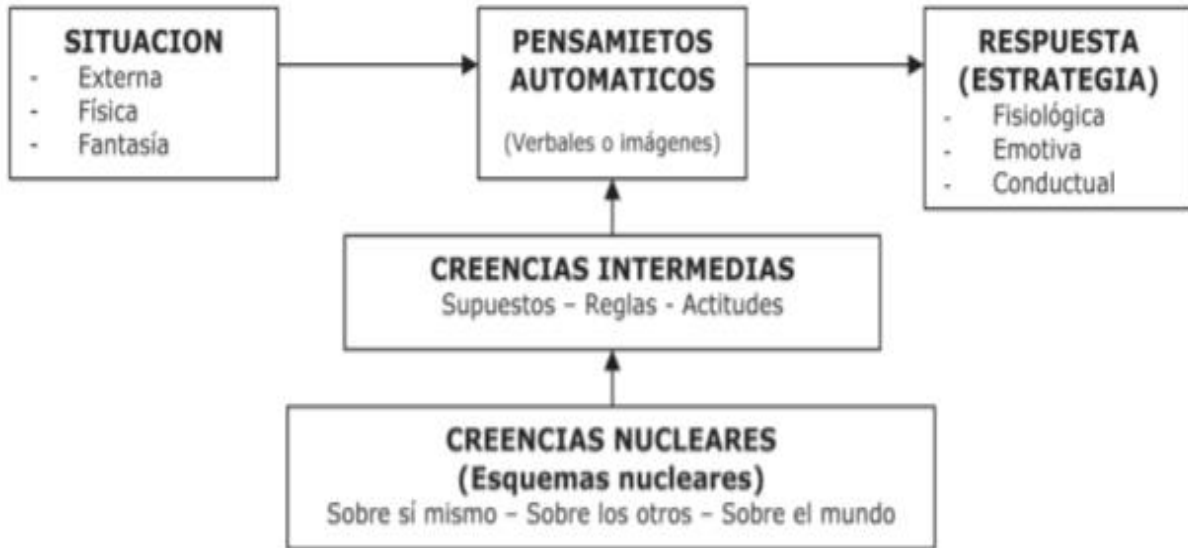 SITUACION
- Externa
- Física
- Fantasía
PENSAMIETOS
AUTOMATICOS
(Verbales o imágenes)
RESPUESTA
(ESTRATEGIA)
- Fisiológica
- Emotiva
- Conductual
CREENCIAS INTERMEDIAS
Supuestos – Reglas - Actitudes
CREENCIAS NUCLEARES
(Esquemas nucleares)
Sobre sí mismo – Sobre los otros – Sobre el mundo